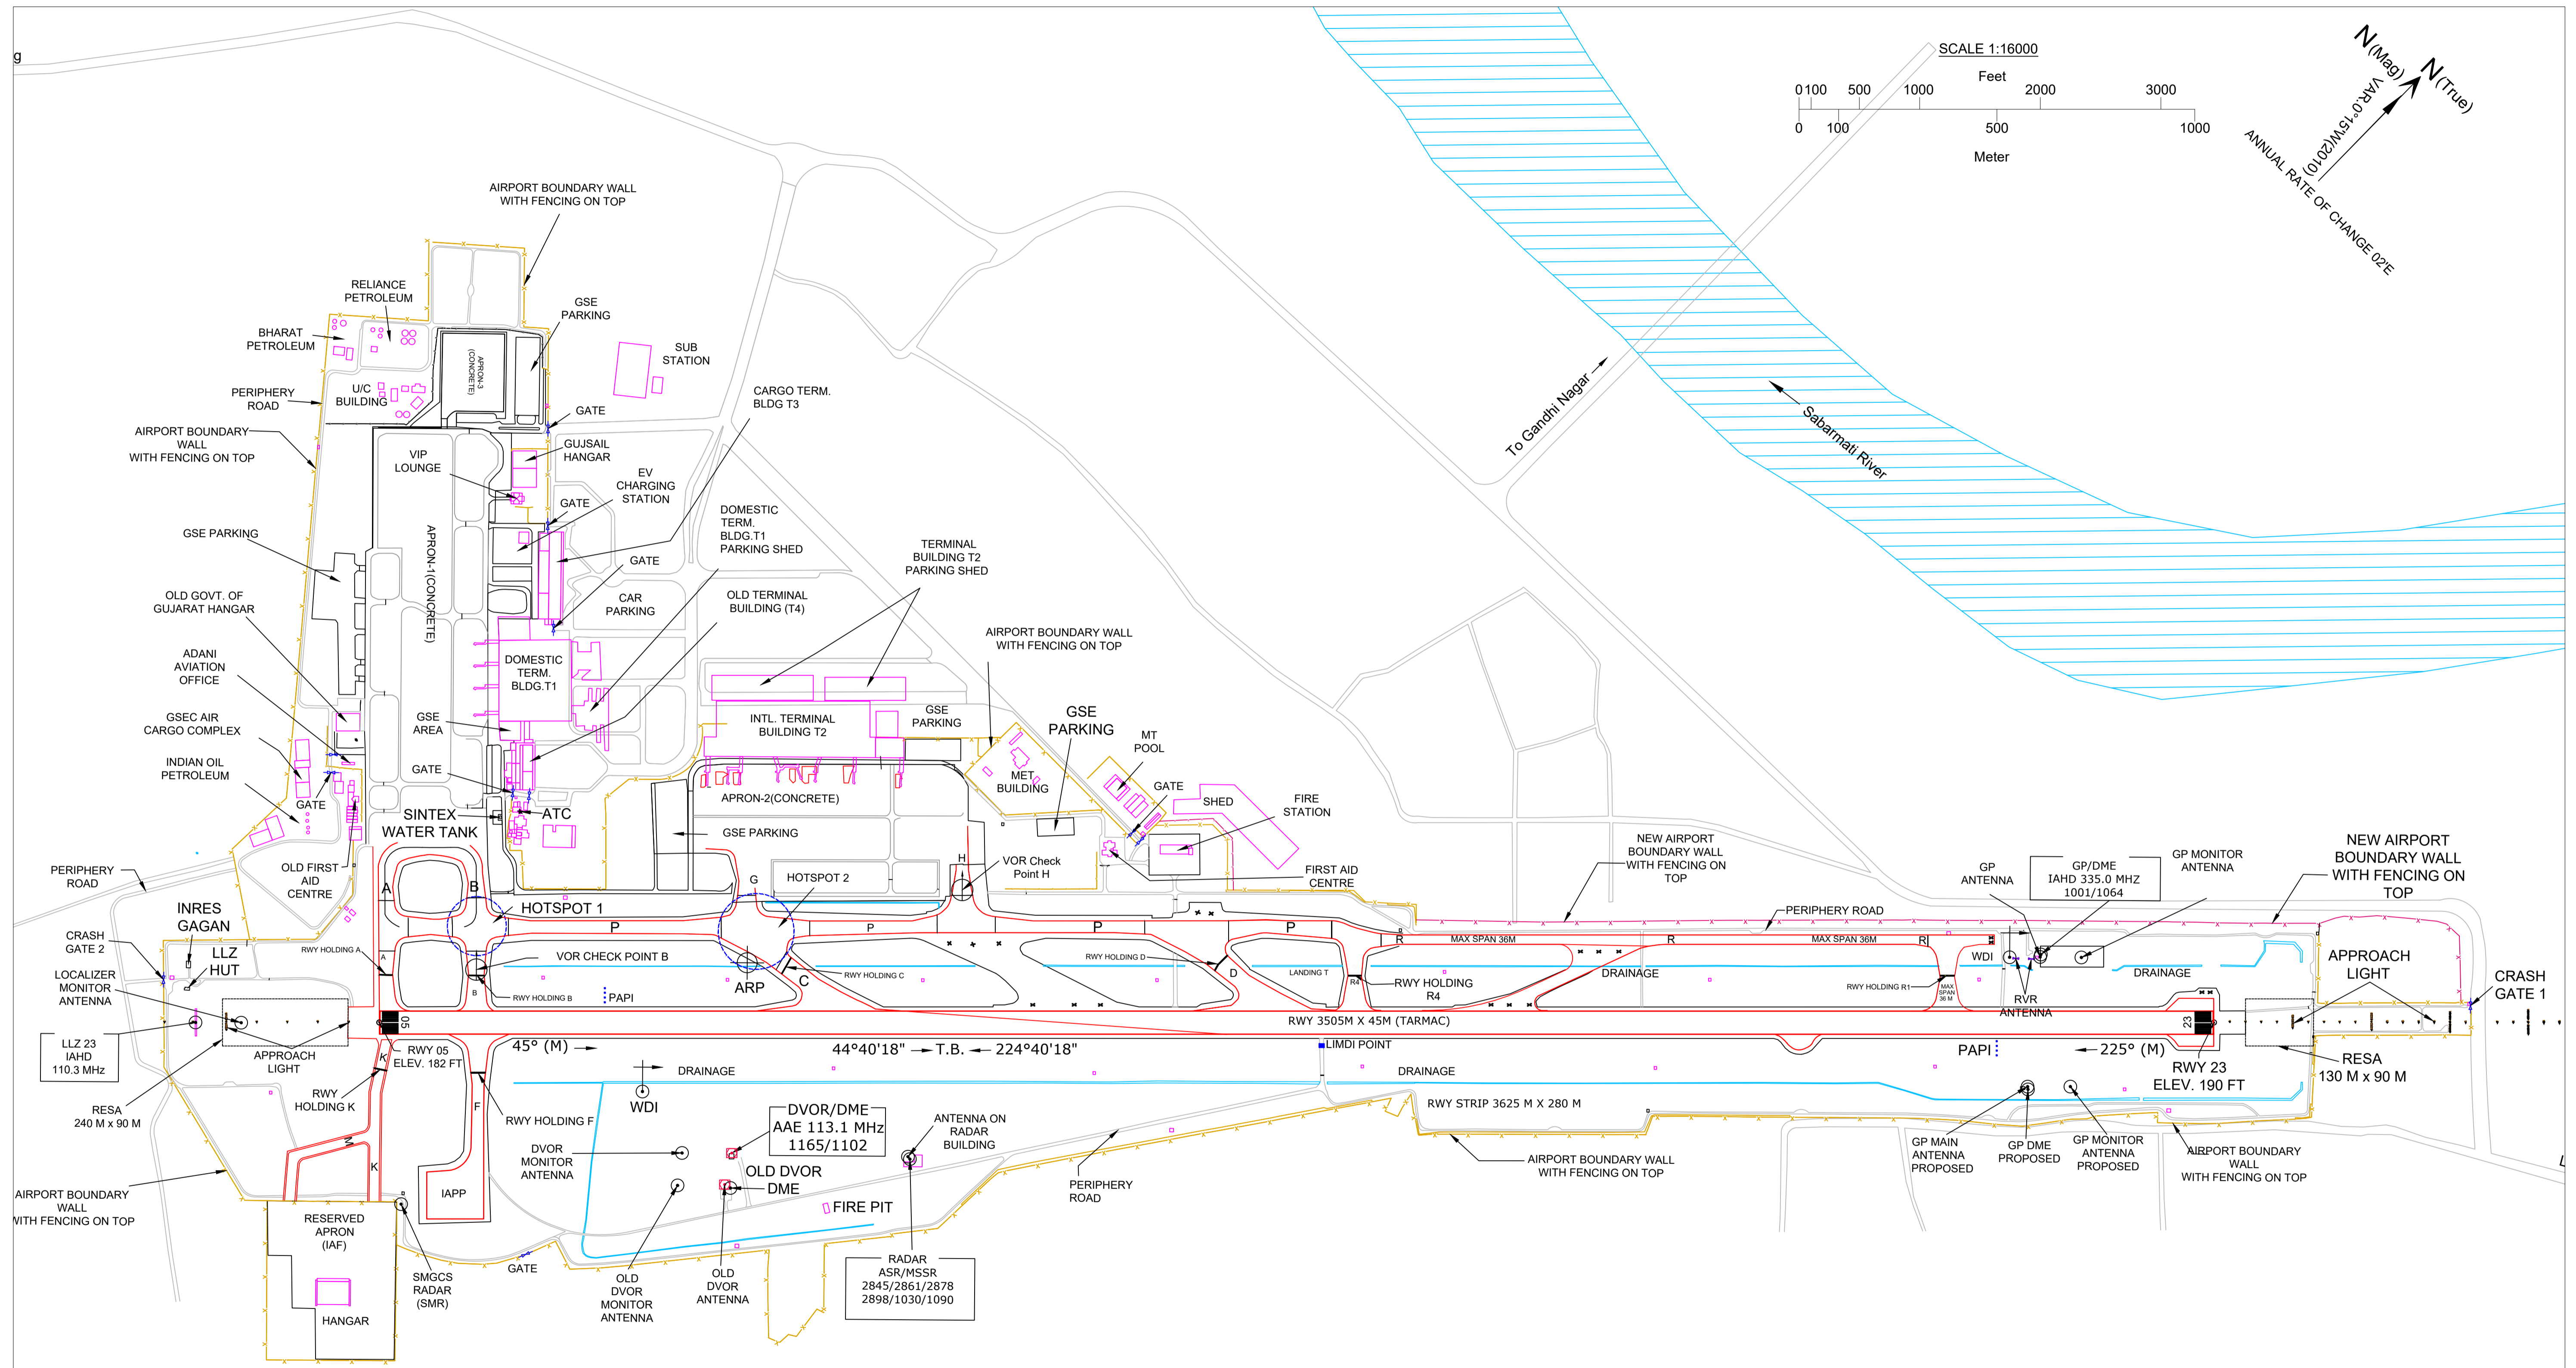 g
SCALE 1:16000
Feet
0 100 500 1000 2000 3000
0 100 500 1000
Meter
N(Mag)
N(True)
VAR.0°15'W(2010)
ANNUAL RATE OF CHANGE 02'E
To Gandhi Nagar
Sabarmati River
AIRPORT BOUNDARY WALL
WITH FENCING ON TOP
RELIANCE
PETROLEUM
GSE
PARKING
BHARAT
PETROLEUM
APRON-3
(CONCRETE)
SUB
STATION
U/C
BUILDING
PERIPHERY
ROAD
CARGO TERM.
BLDG T3
GATE
AIRPORT BOUNDARY
WALL
WITH FENCING ON TOP
GUJSAIL
HANGAR
VIP
LOUNGE
EV
CHARGING
STATION
GATE
GSE PARKING
APRON-1(CONCRETE)
DOMESTIC
TERM.
BLDG.T1
PARKING SHED
TERMINAL
BUILDING T2
PARKING SHED
GATE
OLD GOVT. OF
GUJARAT HANGAR
CAR
PARKING
OLD TERMINAL
BUILDING (T4)
ADANI
AVIATION
OFFICE
DOMESTIC
TERM.
BLDG.T1
AIRPORT BOUNDARY WALL
WITH FENCING ON TOP
GSEC AIR
CARGO COMPLEX
GSE
AREA
INTL. TERMINAL
BUILDING T2
GSE
PARKING
GSE
PARKING
MT
POOL
INDIAN OIL
PETROLEUM
GATE
MET
BUILDING
GATE
GATE
APRON-2(CONCRETE)
SHED
FIRE
STATION
SINTEX
WATER TANK
ATC
GSE PARKING
PERIPHERY
ROAD
OLD FIRST
AID
CENTRE
H
VOR Check
Point H
FIRST AID
CENTRE
NEW AIRPORT
BOUNDARY WALL
WITH FENCING ON
TOP
GP
ANTENNA
GP/DME
IAHD 335.0 MHZ
1001/1064
GP MONITOR
ANTENNA
NEW AIRPORT
BOUNDARY WALL
WITH FENCING ON
TOP
A
B
G
HOTSPOT 2
INRES
GAGAN
HOTSPOT 1
PERIPHERY ROAD
CRASH
GATE 2
P
P
P
P
LLZ
HUT
RWY HOLDING A
A
R
MAX SPAN 36M
R
MAX SPAN 36M
R
LOCALIZER
MONITOR
ANTENNA
VOR CHECK POINT B
RWY HOLDING D
D
WDI
APPROACH
LIGHT
ARP
C
RWY HOLDING C
LANDING T
DRAINAGE
DRAINAGE
CRASH
GATE 1
B
RWY HOLDING B
PAPI
R4
RWY HOLDING
R4
RWY HOLDING R1
MAX
SPAN
36 M
RVR
ANTENNA
05
RWY 3505M X 45M (TARMAC)
23
LLZ 23
IAHD
110.3 MHz
APPROACH
LIGHT
K
RWY 05
ELEV. 182 FT
45° (M)
44°40'18"
T.B.
224°40'18"
LIMDI POINT
PAPI
225° (M)
RWY 23
ELEV. 190 FT
RESA
130 M x 90 M
DRAINAGE
DRAINAGE
RESA
240 M x 90 M
RWY
HOLDING K
F
RWY HOLDING F
WDI
RWY STRIP 3625 M X 280 M
DVOR/DME
AAE 113.1 MHz
1165/1102
ANTENNA ON
RADAR
BUILDING
M
K
DVOR
MONITOR
ANTENNA
OLD DVOR
DME
PERIPHERY
ROAD
AIRPORT BOUNDARY WALL
WITH FENCING ON TOP
GP MAIN
ANTENNA
PROPOSED
GP DME
PROPOSED
GP MONITOR
ANTENNA
PROPOSED
AIRPORT BOUNDARY
WALL
WITH FENCING ON TOP
L
AIRPORT BOUNDARY
WALL
WITH FENCING ON TOP
IAPP
FIRE PIT
RESERVED
APRON
(IAF)
GATE
SMGCS
RADAR
(SMR)
HANGAR
OLD
DVOR
MONITOR
ANTENNA
OLD
DVOR
ANTENNA
RADAR
ASR/MSSR
2845/2861/2878
2898/1030/1090